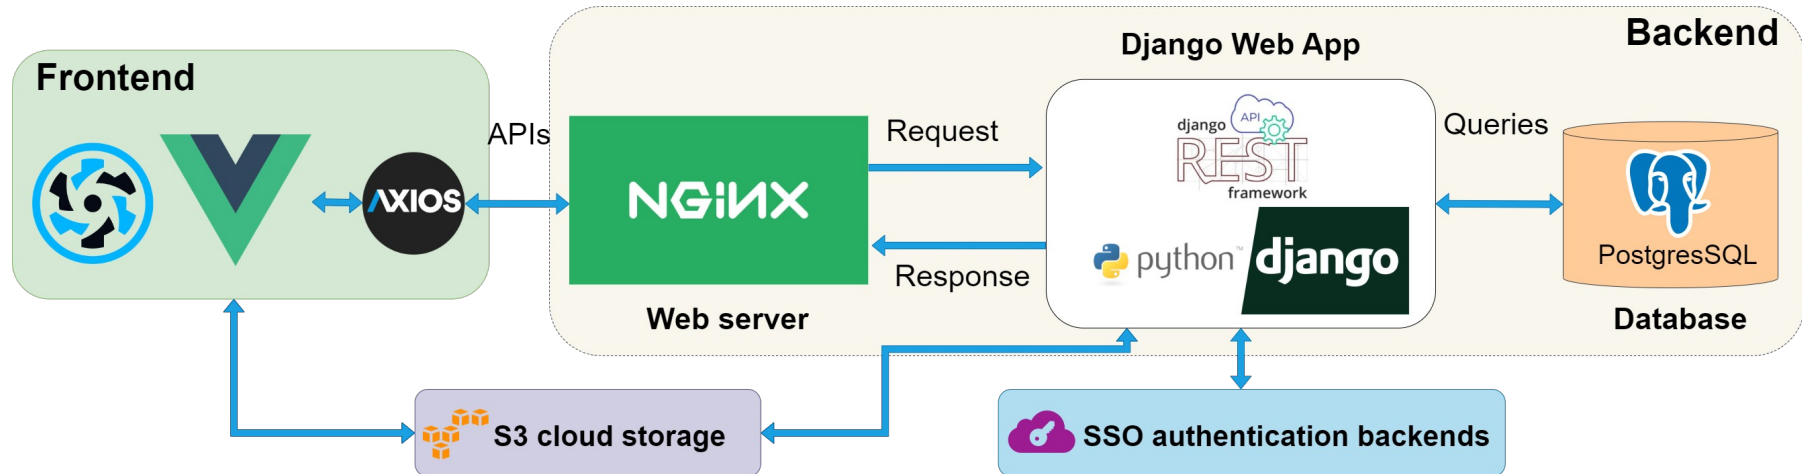 Frontend
AXIOS
APIs
Backend
NGINX
Web server
Request
Response
Django Web App
django
API
REST
framework
python™
django
Queries
PostgresSQL
Database
S3 cloud storage
SSO authentication backends